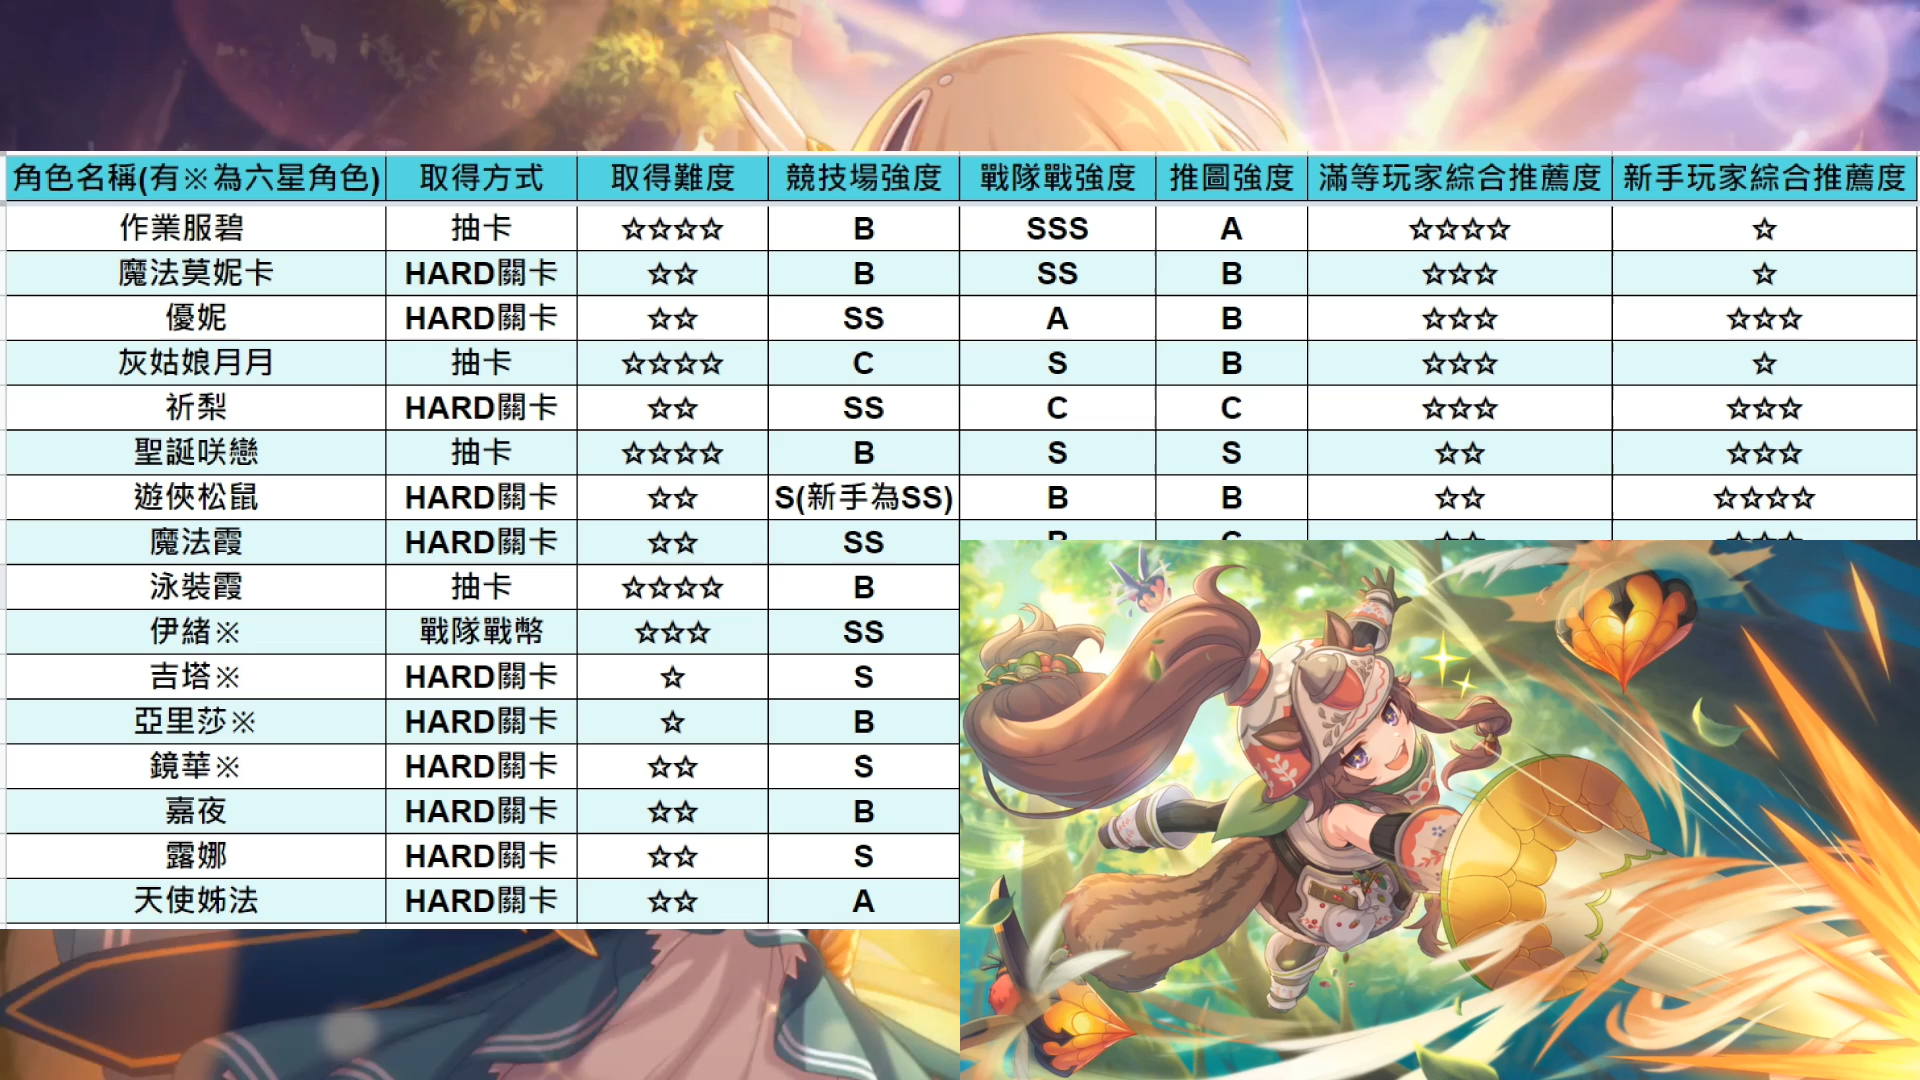 角色名稱(有※為六星角色) 取得方式 取得難度 競技場強度 戰隊戰強度 推圖強度 滿等玩家綜合推薦度 新手玩家綜合推薦度
作業服碧 抽卡 ☆☆☆☆ B SSS A ☆☆☆☆ ☆
魔法莫妮卡 HARD關卡 ☆☆ B SS B ☆☆☆ ☆
優妮 HARD關卡 ☆☆ SS A B ☆☆☆ ☆☆☆
灰姑娘月月 抽卡 ☆☆☆☆ C S B ☆☆☆ ☆
祈梨 HARD關卡 ☆☆ SS C C ☆☆☆ ☆☆☆
聖誕咲戀 抽卡 ☆☆☆☆ B S S ☆☆ ☆☆☆
遊俠松鼠 HARD關卡 ☆☆ S(新手為SS) B B ☆☆ ☆☆☆☆
魔法霞 HARD關卡 ☆☆ SS
泳裝霞 抽卡 ☆☆☆☆ B
伊緒※ 戰隊戰幣 ☆☆☆ SS
吉塔※ HARD關卡 ☆ S
亞里莎※ HARD關卡 ☆ B
鏡華※ HARD關卡 ☆☆ S
嘉夜 HARD關卡 ☆☆ B
露娜 HARD關卡 ☆☆ S
天使姊法 HARD關卡 ☆☆ A